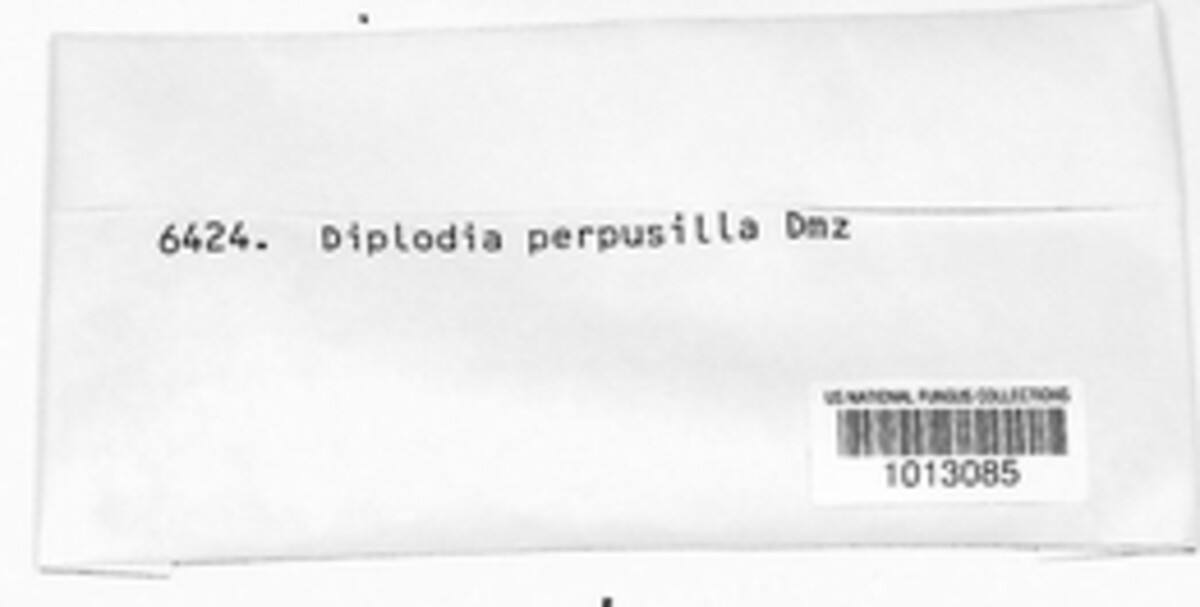 6424. Diplodia perpusilla Dmz
US NATIONAL FUNGUS COLLECTIONS
1013085